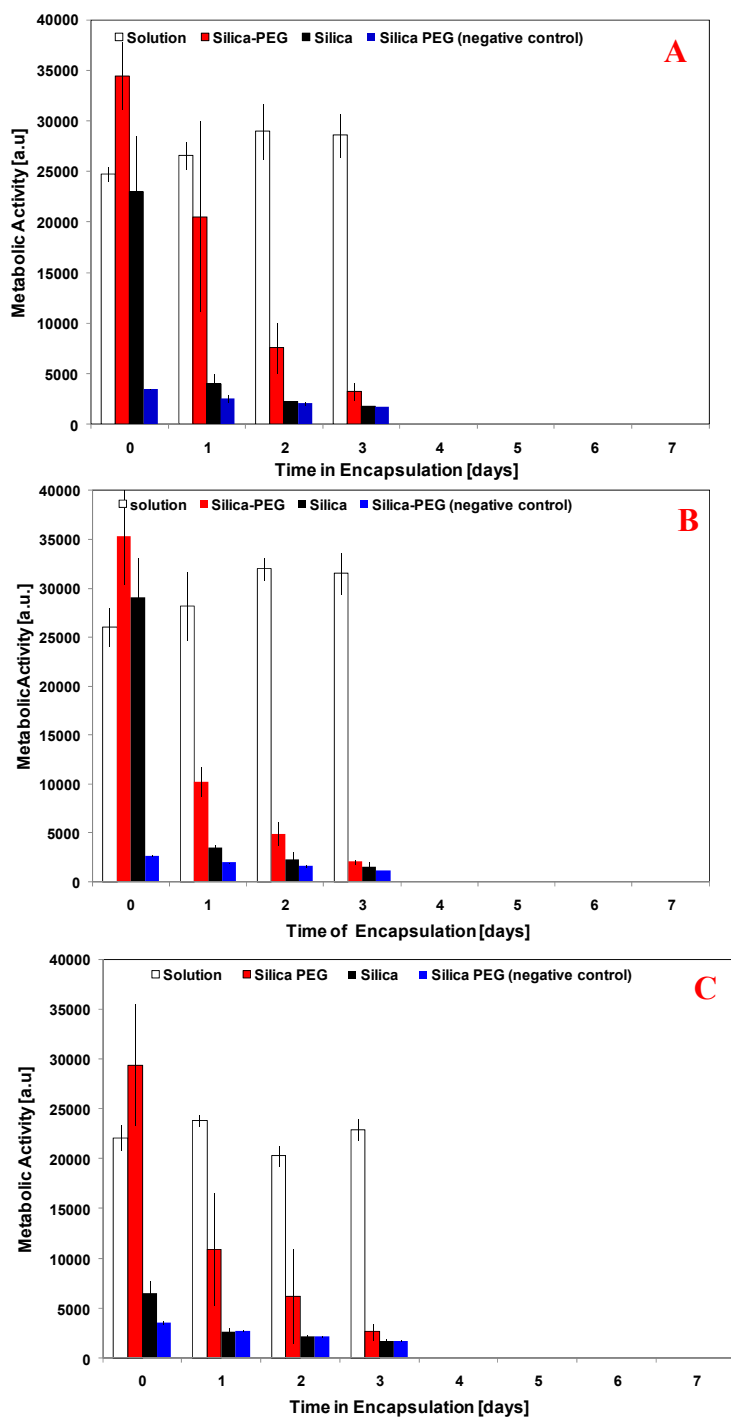 Solution Silica-PEG Silica Silica PEG (negative control)
A
40000
35000
30000
25000
20000
15000
10000
5000
0
Metabolic Activity [a.u]
0 1 2 3 4 5 6 7
Time in Encapsulation [days]
solution Silica-PEG Silica Silica-PEG (negative control)
B
40000
35000
30000
25000
20000
15000
10000
5000
0
MetabolicActivity [a.u.]
0 1 2 3 4 5 6 7
Time of Encapsulation [days]
Solution Silica PEG Silica Silica PEG (negative control)
C
40000
35000
30000
25000
20000
15000
10000
5000
0
Metabolic Activity [a.u]
0 1 2 3 4 5 6 7
Time in Encapsulation [days]